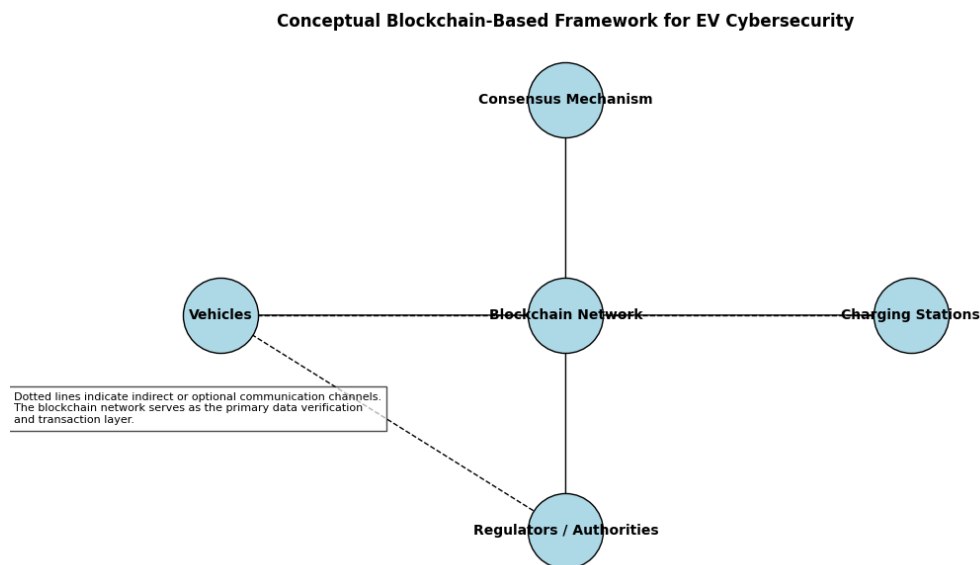 Conceptual Blockchain-Based Framework for EV Cybersecurity
Consensus Mechanism
Vehicles
Blockchain Network
Charging Stations
Dotted lines indicate indirect or optional communication channels.
The blockchain network serves as the primary data verification
and transaction layer.
Regulators / Authorities